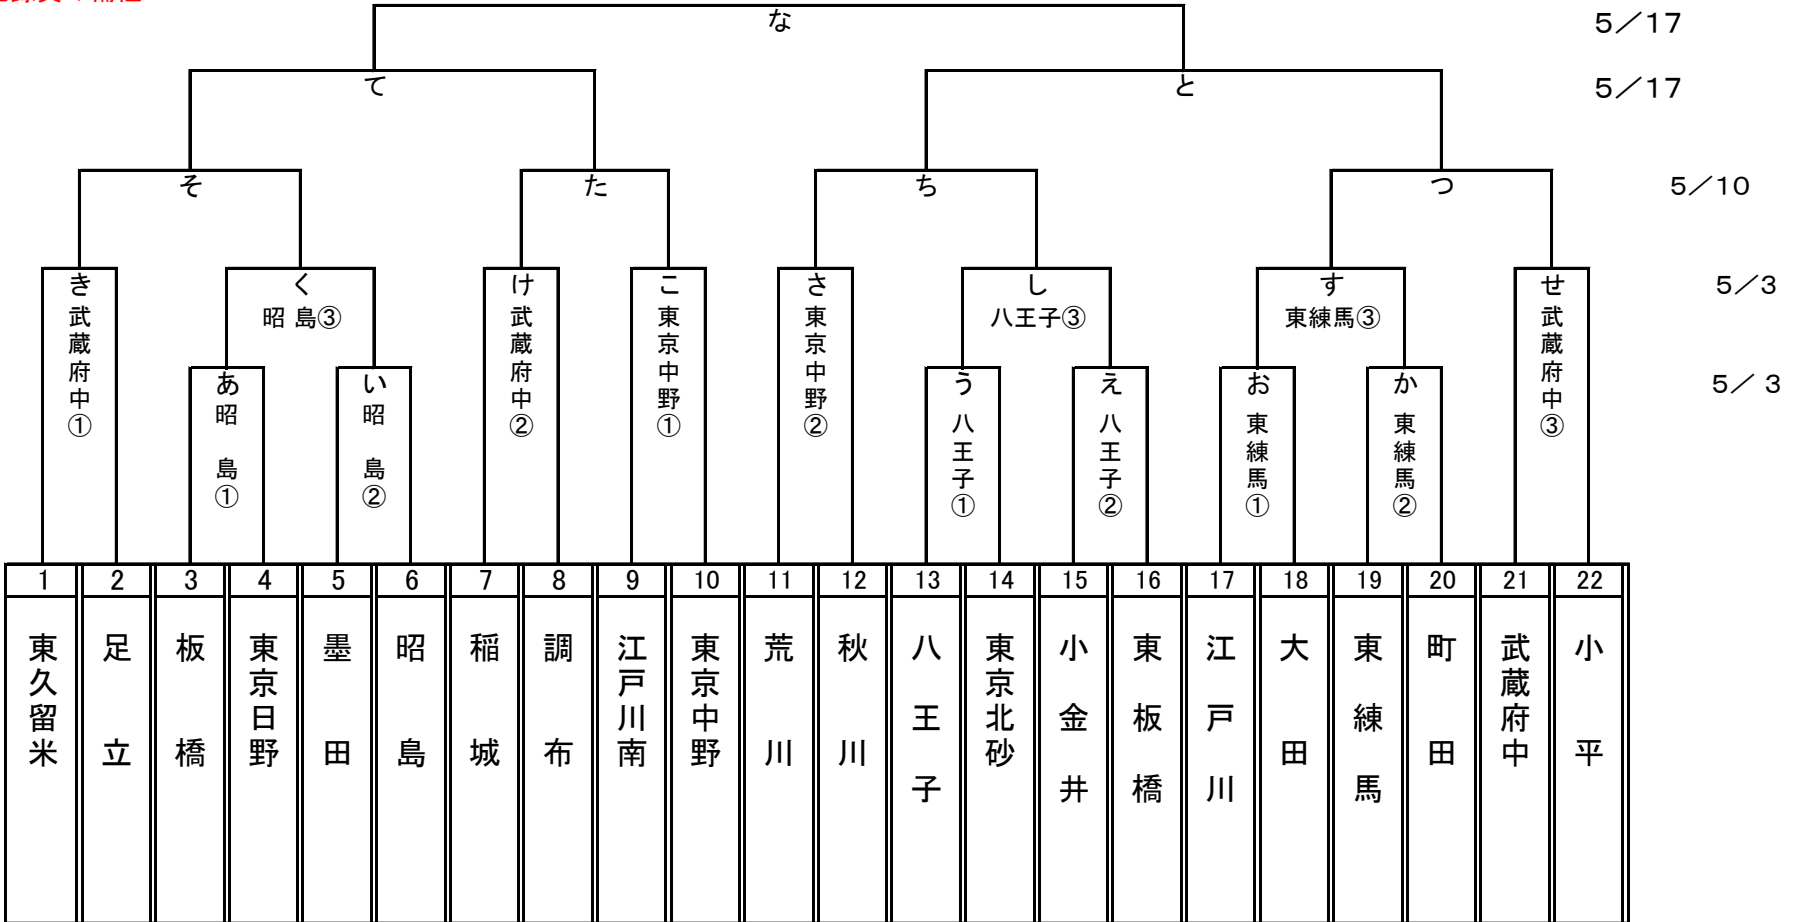 な 5／17
て と 5／17
そ た ち つ 5／10
き く け こ さ し す せ 5／3
武蔵府中①
昭島③
武蔵府中②
東京中野①
東京中野②
八王子③
東練馬③
武蔵府中③
あ い う え お か 5／ 3
昭島①
昭島②
八王子①
八王子②
東練馬①
東練馬②
1 2 3 4 5 6 7 8 9 10 11 12 13 14 15 16 17 18 19 20 21 22
東久留米
足立
板橋
東京日野
墨田
昭島
稲城
調布
江戸川南
東京中野
荒川
秋川
八王子
東京北砂
小金井
東板橋
江戸川
大田
東練馬
町田
武蔵府中
小平